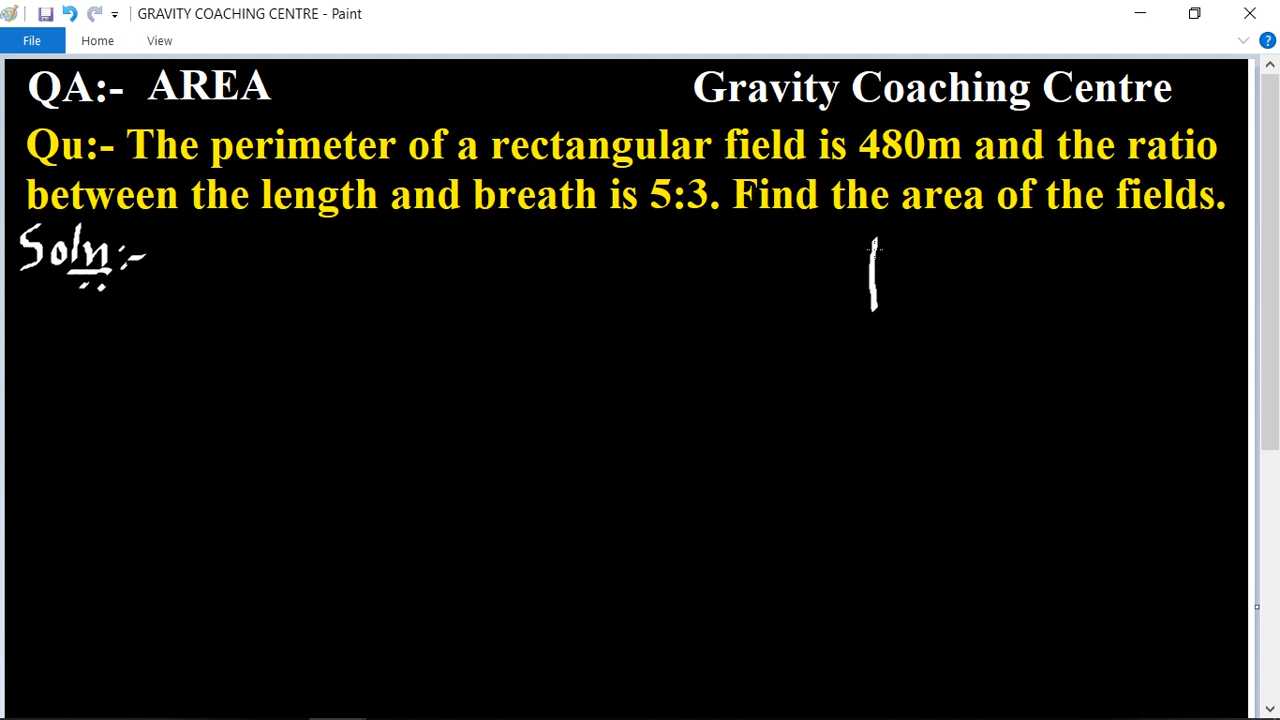 GRAVITY COACHING CENTRE - Paint
File Home View
QA:- AREA Gravity Coaching Centre
Qu:- The perimeter of a rectangular field is 480m and the ratio
between the length and breath is 5:3. Find the area of the fields.
Soln:-